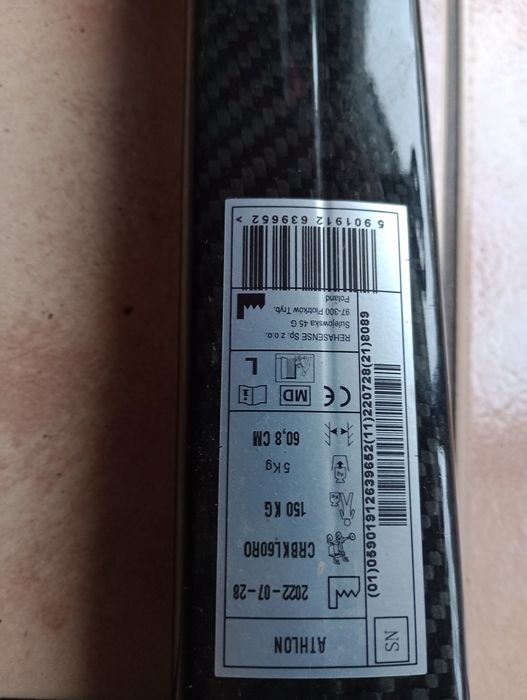 ATHLON
2022-07-28
CRBKL60RO
150 KG
5 Kg
60,8 CM
CE MD i
L
REHASENSE Sp. z o.o.
Sulejowska 45 G
97-300 Piotrków Tryb.
Poland
5 901912 639652 >
SN
(01)05901912639652(11)220728(21)8089